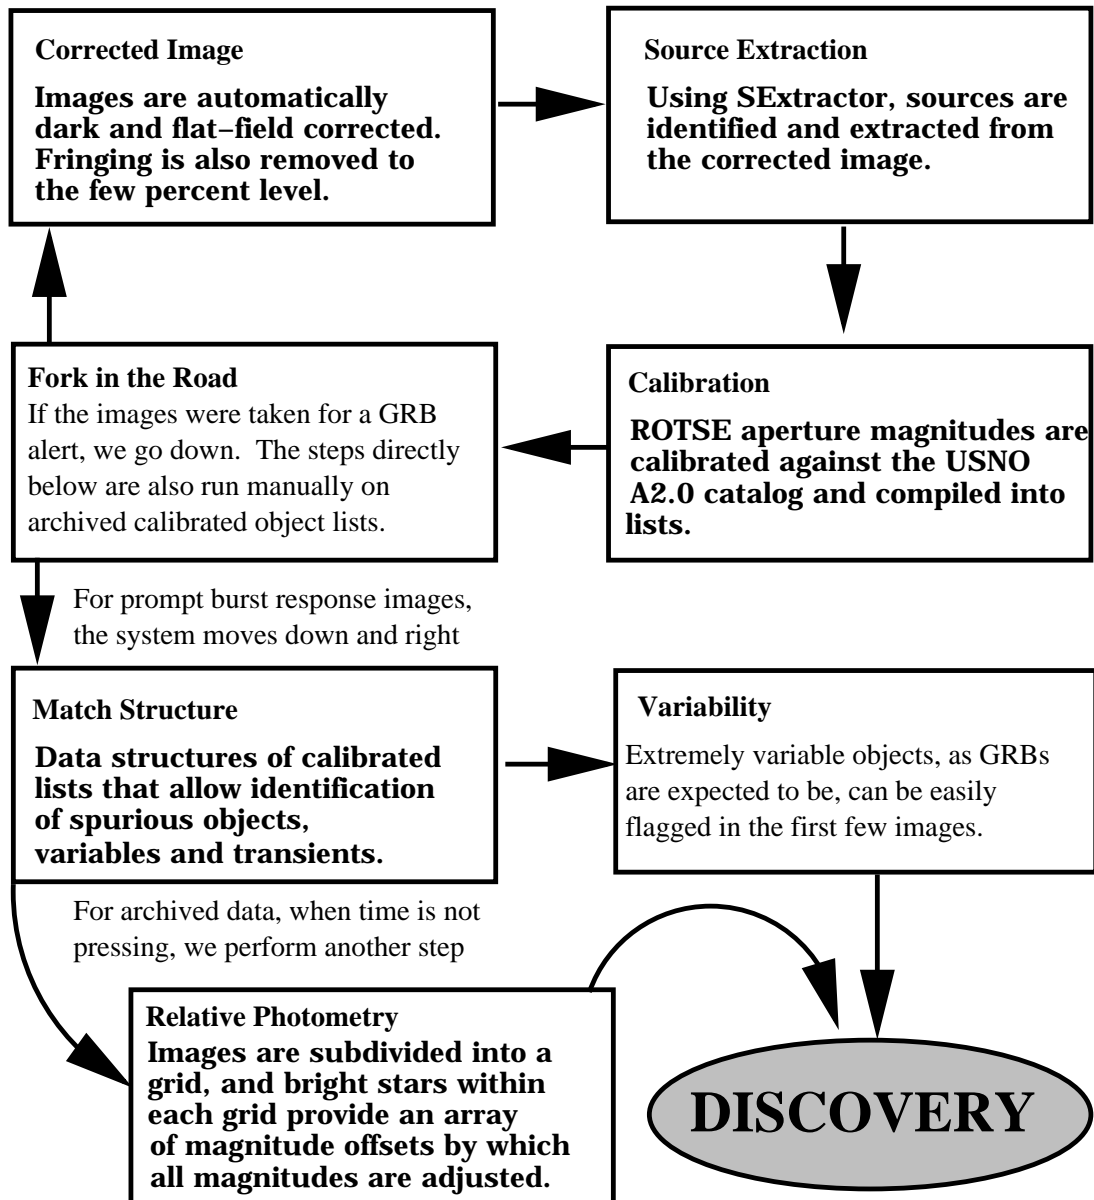 Corrected Image
Images are automatically
dark and flat−field corrected.
Fringing is also removed to
the few percent level.
Source Extraction
Using SExtractor, sources are
identified and extracted from
the corrected image.
Fork in the Road
If the images were taken for a GRB
alert, we go down.  The steps directly
below are also run manually on
archived calibrated object lists.
Calibration
ROTSE aperture magnitudes are
calibrated against the USNO
A2.0 catalog and compiled into
lists.
For prompt burst response images,
the system moves down and right
Match Structure
Data structures of calibrated
lists that allow identification
of spurious objects,
variables and transients.
Variability
Extremely variable objects, as GRBs
are expected to be, can be easily
flagged in the first few images.
For archived data, when time is not
pressing, we perform another step
Relative Photometry
Images are subdivided into a
grid, and bright stars within
each grid provide an array
of magnitude offsets by which
all magnitudes are adjusted.
DISCOVERY